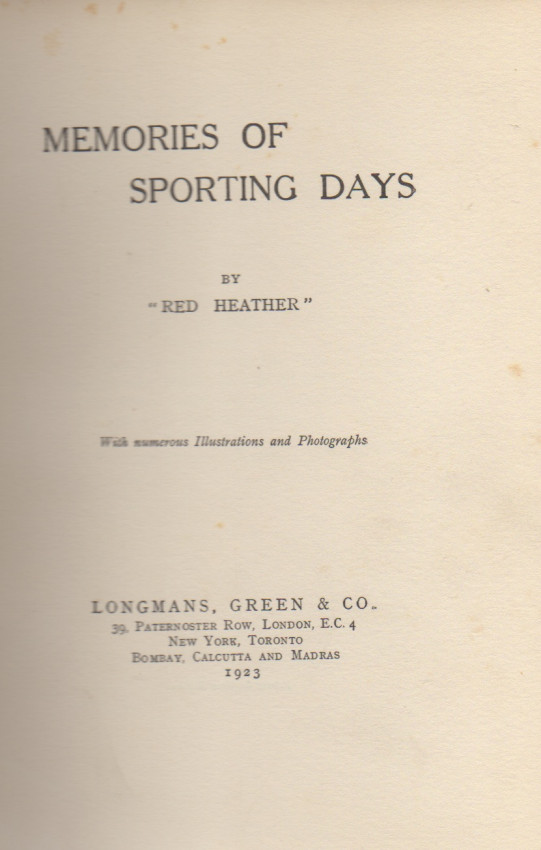 MEMORIES OF
SPORTING DAYS
BY
"RED HEATHER"
With numerous Illustrations and Photographs
LONGMANS, GREEN & CO.
39, PATERNOSTER ROW, LONDON, E.C. 4
NEW YORK, TORONTO
BOMBAY, CALCUTTA AND MADRAS
1923